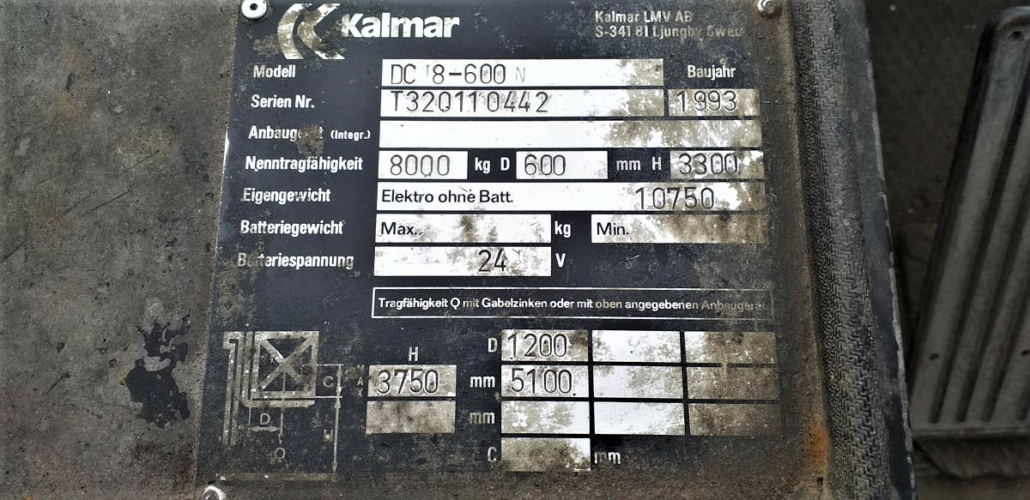 Kalmar
Kalmar LMV AB
S-341 81 Ljungby Swed
Modell DC 8-600 N Baujahr
Serien Nr. T320110442 1993
Anbaugerät (Integr.)
Nenntragfähigkeit 8000 kg D 600 mm H 3300
Eigengewicht Elektro ohne Batt. 10750
Batteriegewicht Max. kg Min.
Batteriespannung 24 V
Tragfähigkeit Q mit Gabelzinken oder mit oben angegebenen Anbaugerät
H D 1200
3750 mm 5100
mm
C mm
C
D
Q